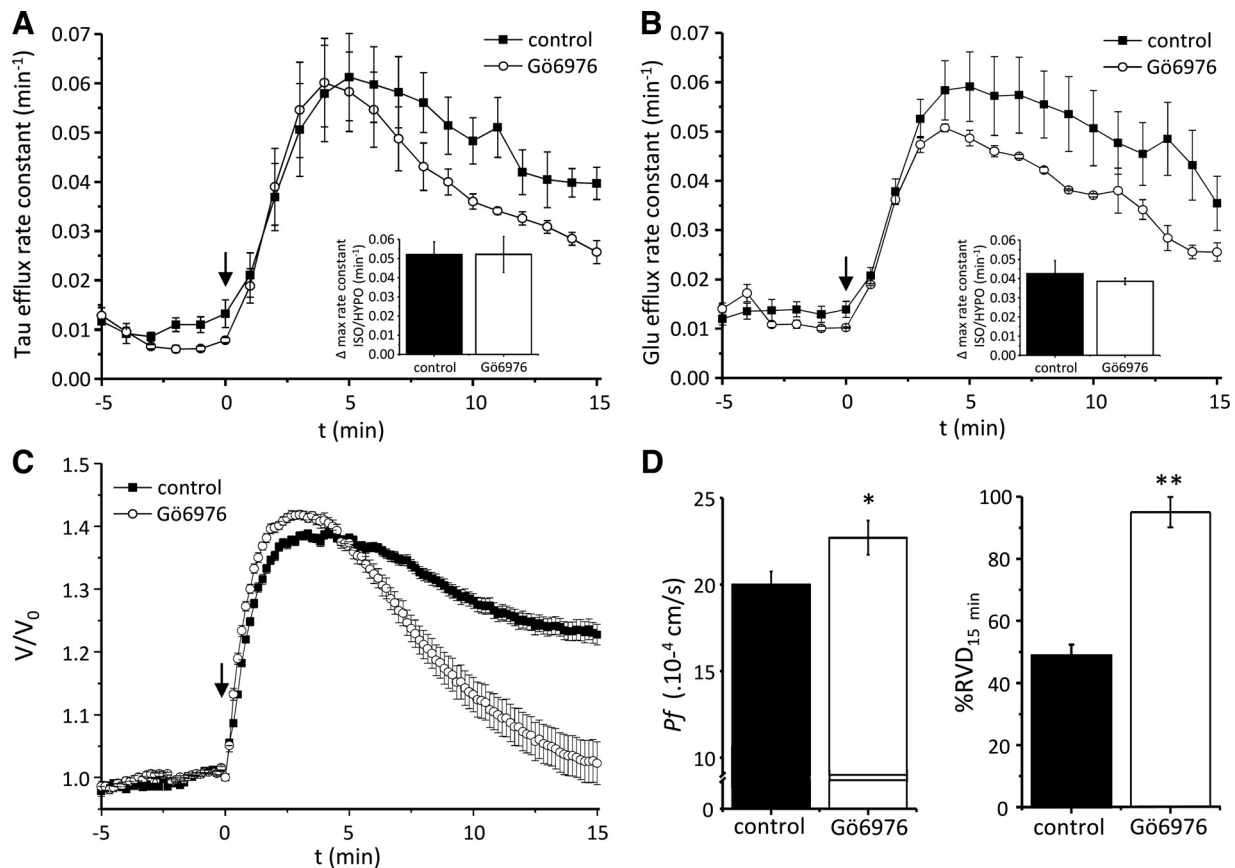 A
Tau efflux rate constant (min⁻¹)
0.07
0.06
0.05
0.04
0.03
0.02
0.01
0.00
control
Gö6976
Δ max rate constant
ISO/HYPO (min⁻¹)
0.06
0.05
0.04
0.03
0.02
0.01
0.00
control Gö6976
-5 0 5 10 15
t (min)
B
Glu efflux rate constant (min⁻¹)
0.07
0.06
0.05
0.04
0.03
0.02
0.01
0.00
control
Gö6976
Δ max rate constant
ISO/HYPO (min⁻¹)
0.06
0.05
0.04
0.03
0.02
0.01
0.00
control Gö6976
-5 0 5 10 15
t (min)
C
V/V₀
1.5
1.4
1.3
1.2
1.1
1.0
control
Gö6976
-5 0 5 10 15
t (min)
D
Pf (.10⁻⁴ cm/s)
25
20
15
10
0
*
control Gö6976
%RVD₁₅ min
100
80
60
40
20
0
**
control Gö6976